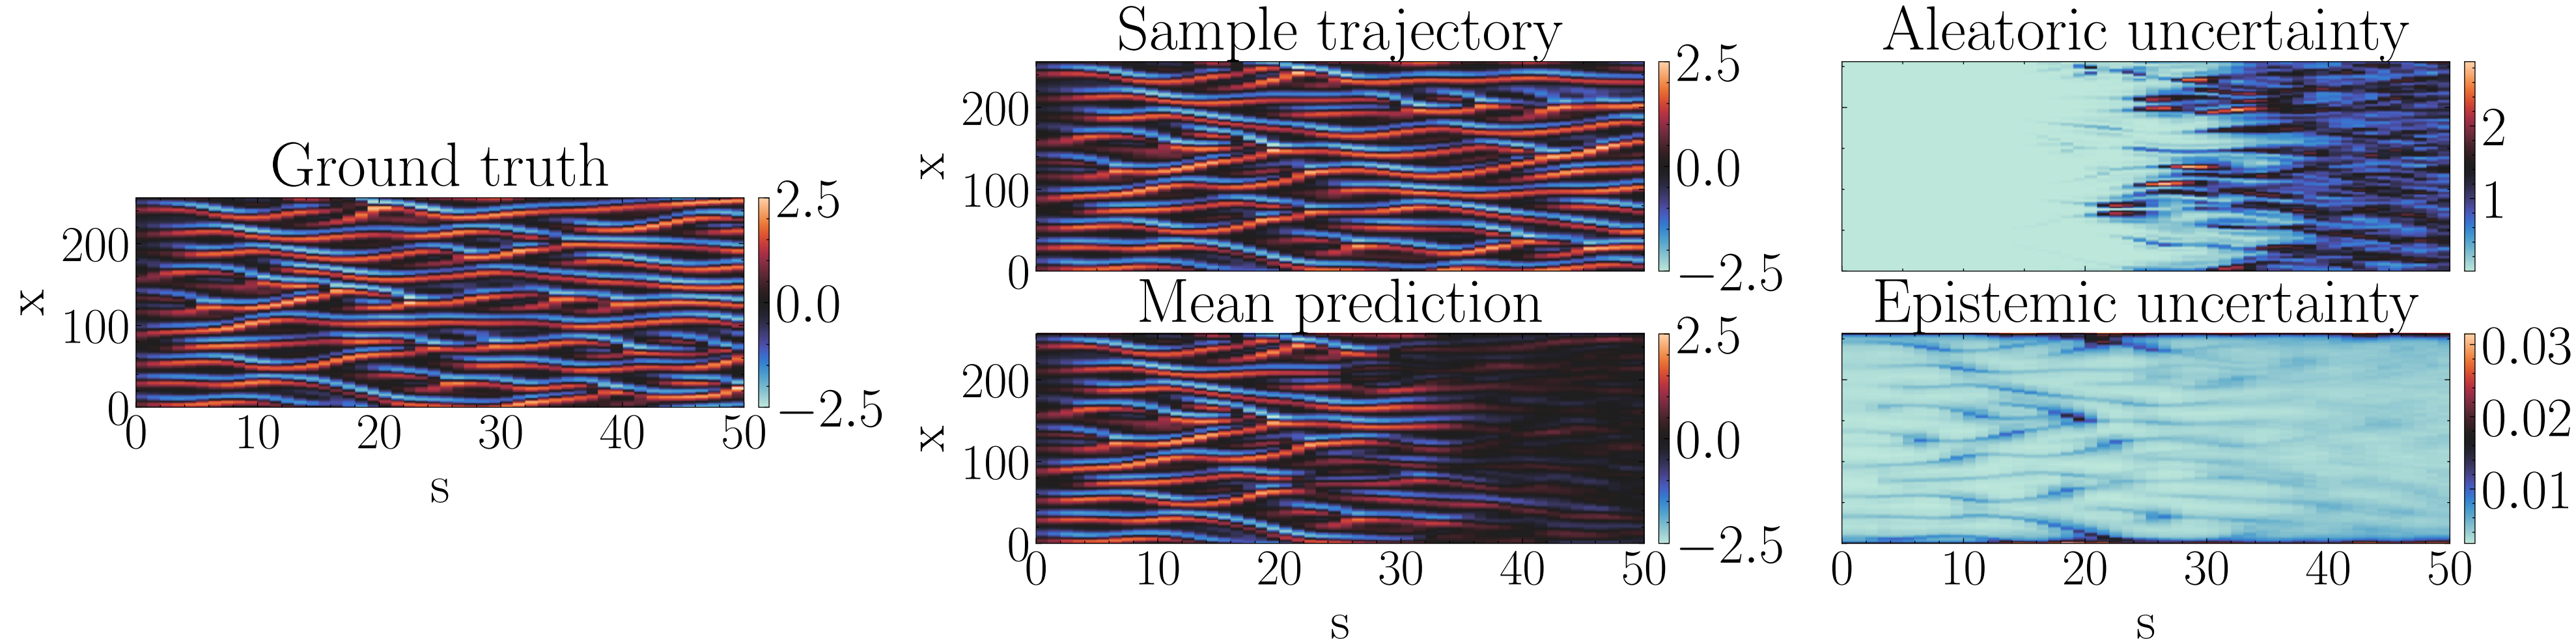 Ground truth
x
200
100
0
0 10 20 30 40 50
s
2.5
0.0
−2.5
Sample trajectory
x
200
100
0
2.5
0.0
−2.5
Mean prediction
x
200
100
0
0 10 20 30 40 50
s
2.5
0.0
−2.5
Aleatoric uncertainty
2
1
Epistemic uncertainty
0 10 20 30 40 50
s
0.03
0.02
0.01